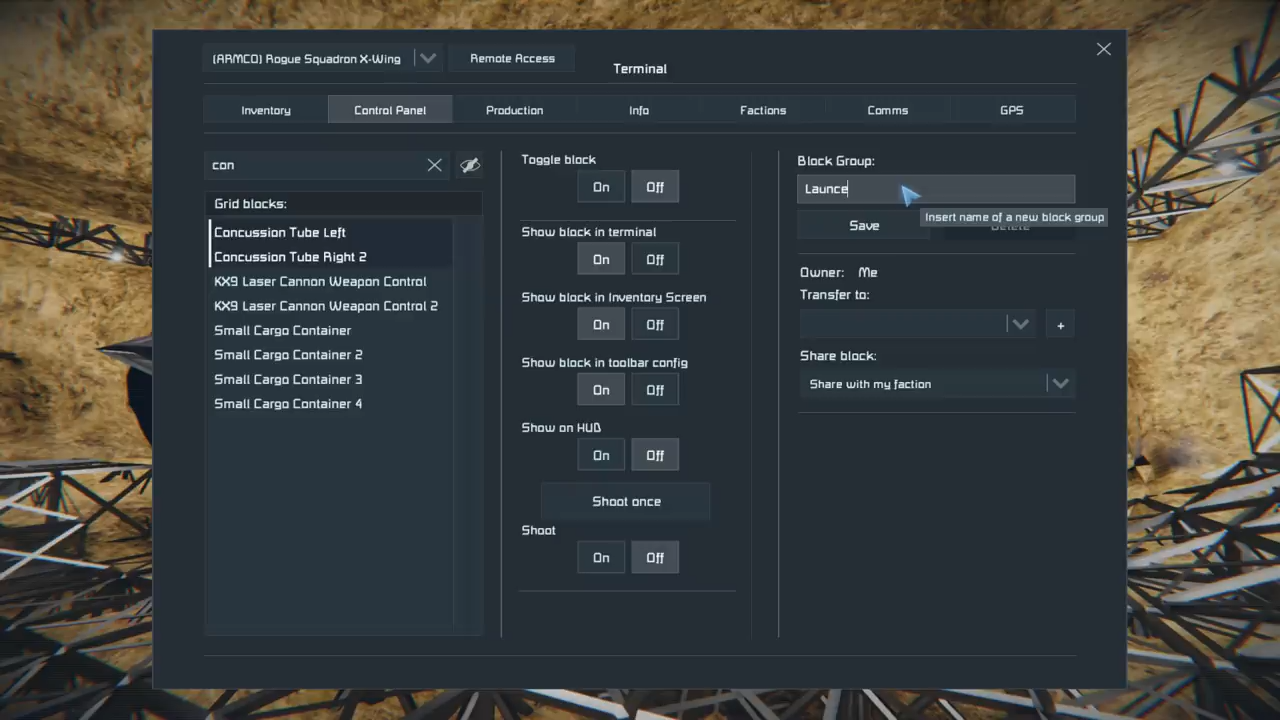 (ARMCO) Rogue Squadron X-Wing
Remote Access
Terminal
Inventory
Control Panel
Production
Info
Factions
Comms
GPS
con
Grid blocks:
Concussion Tube Left
Concussion Tube Right 2
KX9 Laser Cannon Weapon Control
KX9 Laser Cannon Weapon Control 2
Small Cargo Container
Small Cargo Container 2
Small Cargo Container 3
Small Cargo Container 4
Toggle block
On Off
Show block in terminal
On Off
Show block in Inventory Screen
On Off
Show block in toolbar config
On Off
Show on HUD
On Off
Shoot once
Shoot
On Off
Block Group:
Launce
Insert name of a new block group
Save
Delete
Owner: Me
Transfer to:
+
Share block:
Share with my faction